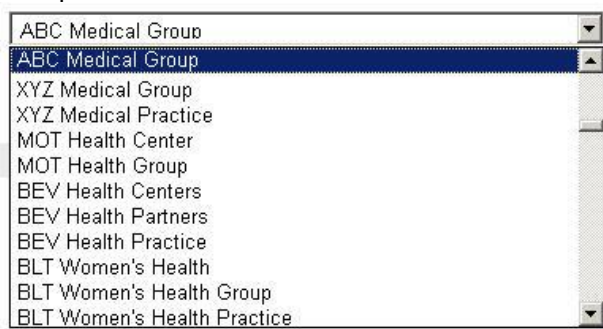 ABC Medical Group
ABC Medical Group
XYZ Medical Group
XYZ Medical Practice
MOT Health Center
MOT Health Group
BEV Health Centers
BEV Health Partners
BEV Health Practice
BLT Women's Health
BLT Women's Health Group
BLT Women's Health Practice